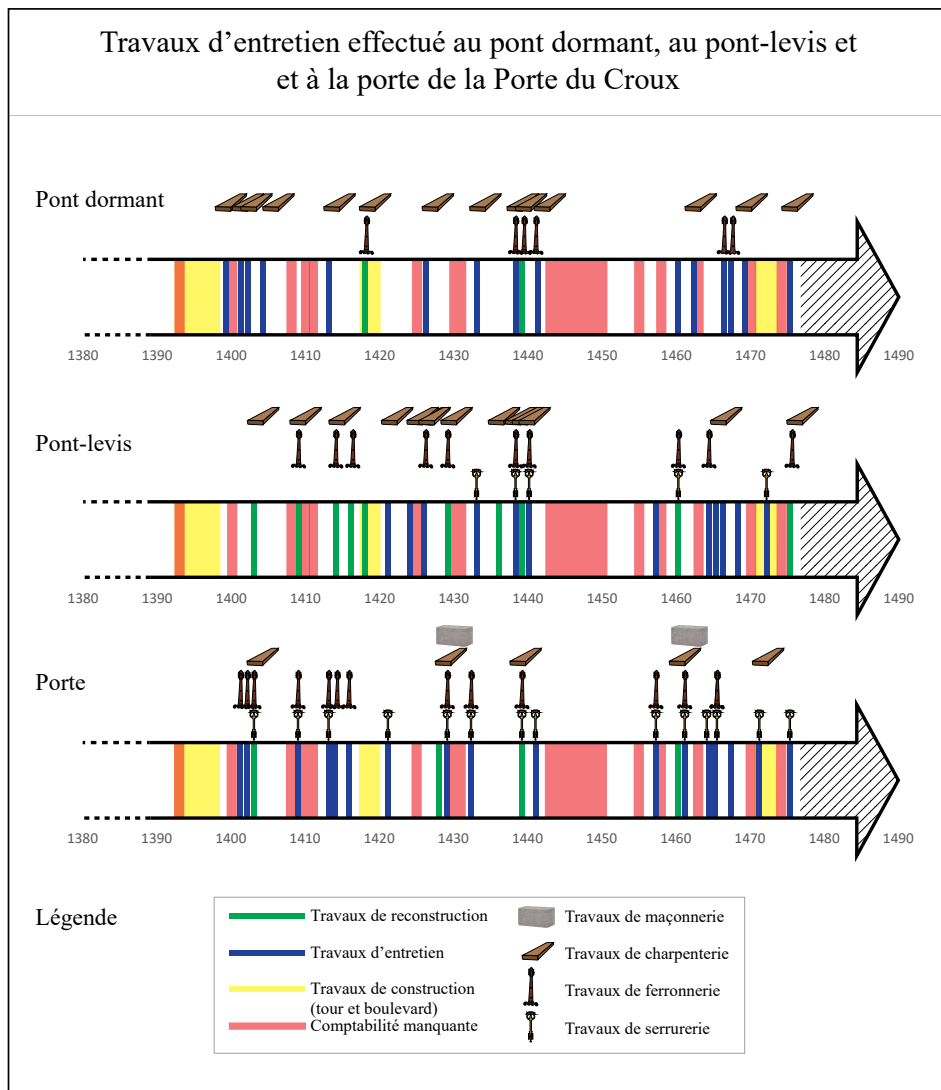 Travaux d’entretien effectué au pont dormant, au pont-levis et
et à la porte de la Porte du Croux
Pont dormant
1380 1390 1400 1410 1420 1430 1440 1450 1460 1470 1480 1490
Pont-levis
1380 1390 1400 1410 1420 1430 1440 1450 1460 1470 1480 1490
Porte
1380 1390 1400 1410 1420 1430 1440 1450 1460 1470 1480 1490
Légende
Travaux de reconstruction
Travaux d’entretien
Travaux de construction
(tour et boulevard)
Comptabilité manquante
Travaux de maçonnerie
Travaux de charpenterie
Travaux de ferronnerie
Travaux de serrurerie